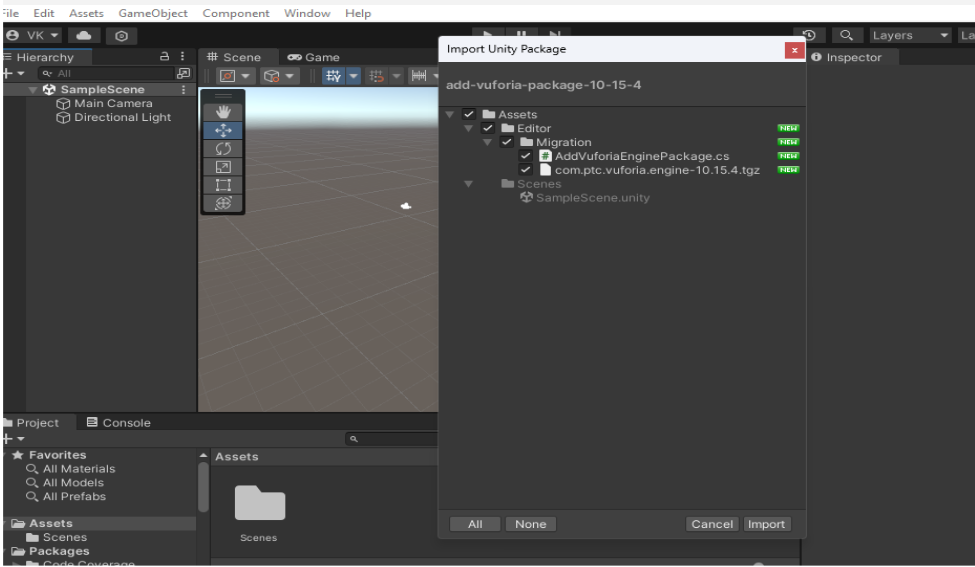 File Edit Assets GameObject Component Window Help
VK
Layers
La
Hierarchy
All
SampleScene
Main Camera
Directional Light
Scene Game
Import Unity Package
x
add-vuforia-package-10-15-4
Assets
Editor NEW
Migration NEW
AddVuforiaEnginePackage.cs NEW
com.ptc.vuforia.engine-10.15.4.tgz NEW
Scenes
SampleScene.unity
All None Cancel Import
Inspector
Project Console
Favorites
All Materials
All Models
All Prefabs
Assets
Scenes
Packages
Code Coverage
Assets
Scenes